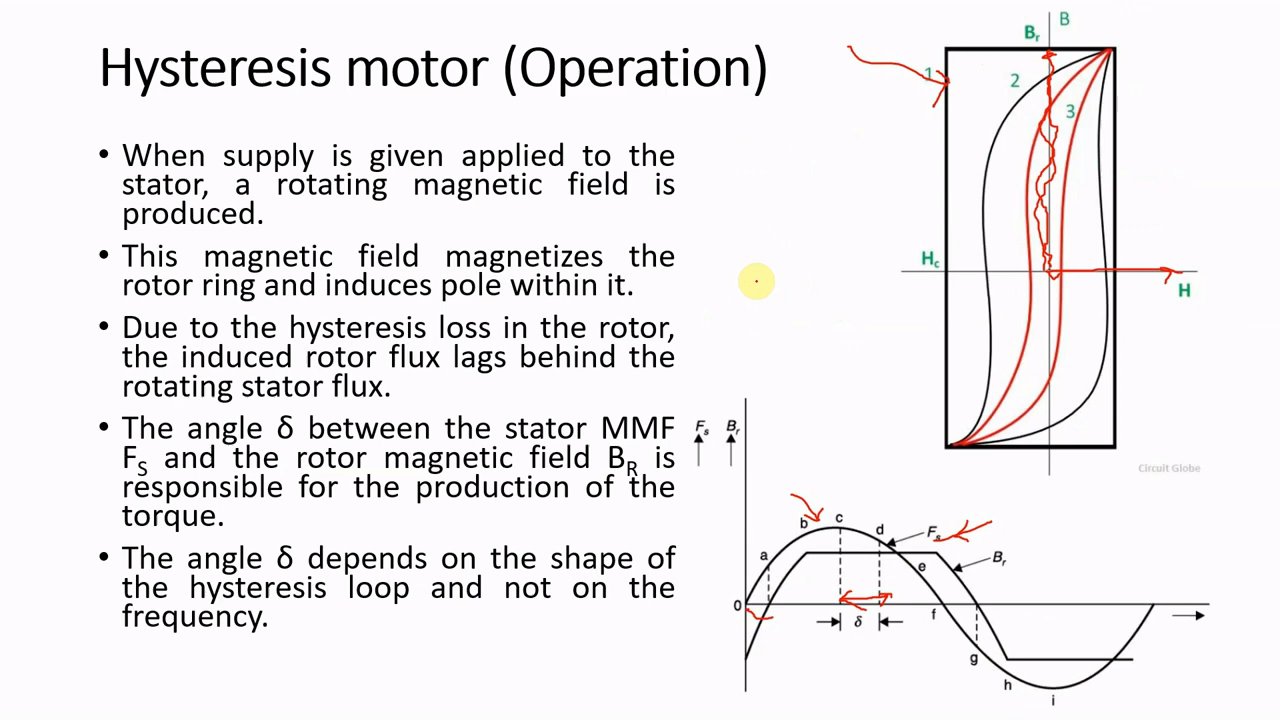 Hysteresis motor (Operation)
• When supply is given applied to the
stator, a rotating magnetic field is
produced.
• This magnetic field magnetizes the
rotor ring and induces pole within it.
• Due to the hysteresis loss in the rotor,
the induced rotor flux lags behind the
rotating stator flux.
• The angle δ between the stator MMF
FS and the rotor magnetic field BR is
responsible for the production of the
torque.
• The angle δ depends on the shape of
the hysteresis loop and not on the
frequency.
B
Br
1
2
3
Hc
H
Circuit Globe
Fs Br
b c d Fs
a e Br
0
f
δ
g
h
i